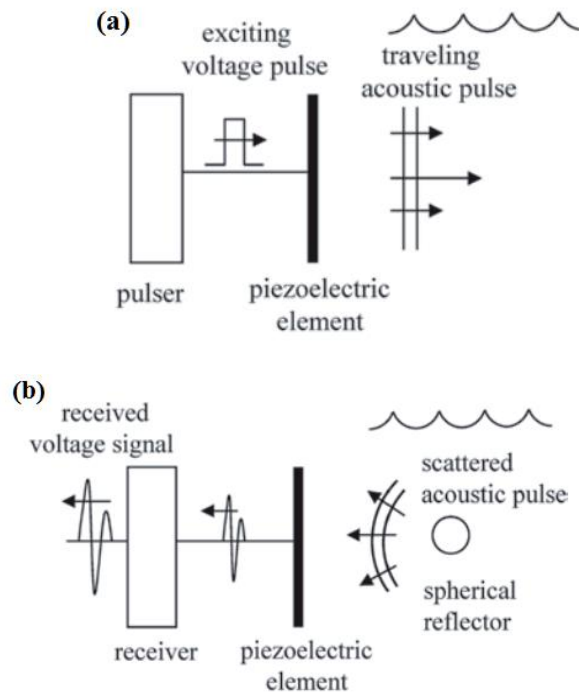 (a)
exciting
voltage pulse
traveling
acoustic pulse
pulser
piezoelectric
element
(b)
received
voltage signal
scattered
acoustic pulse
receiver
piezoelectric
element
spherical
reflector